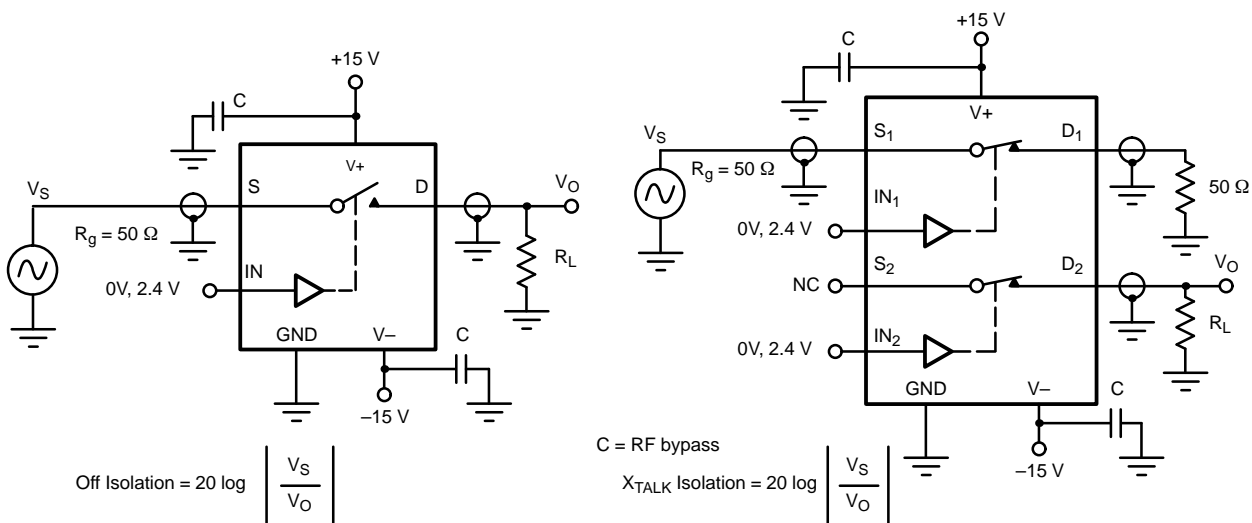 +15 V
C
V+
VS
S
D
VO
Rg = 50 Ω
RL
IN
0V, 2.4 V
GND
V–
C
–15 V
Off Isolation = 20 log | VS / VO |
+15 V
C
V+
VS
S1
D1
Rg = 50 Ω
50 Ω
IN1
0V, 2.4 V
S2
D2
VO
NC
RL
IN2
0V, 2.4 V
GND
V–
C
C = RF bypass
–15 V
XTALK Isolation = 20 log | VS / VO |